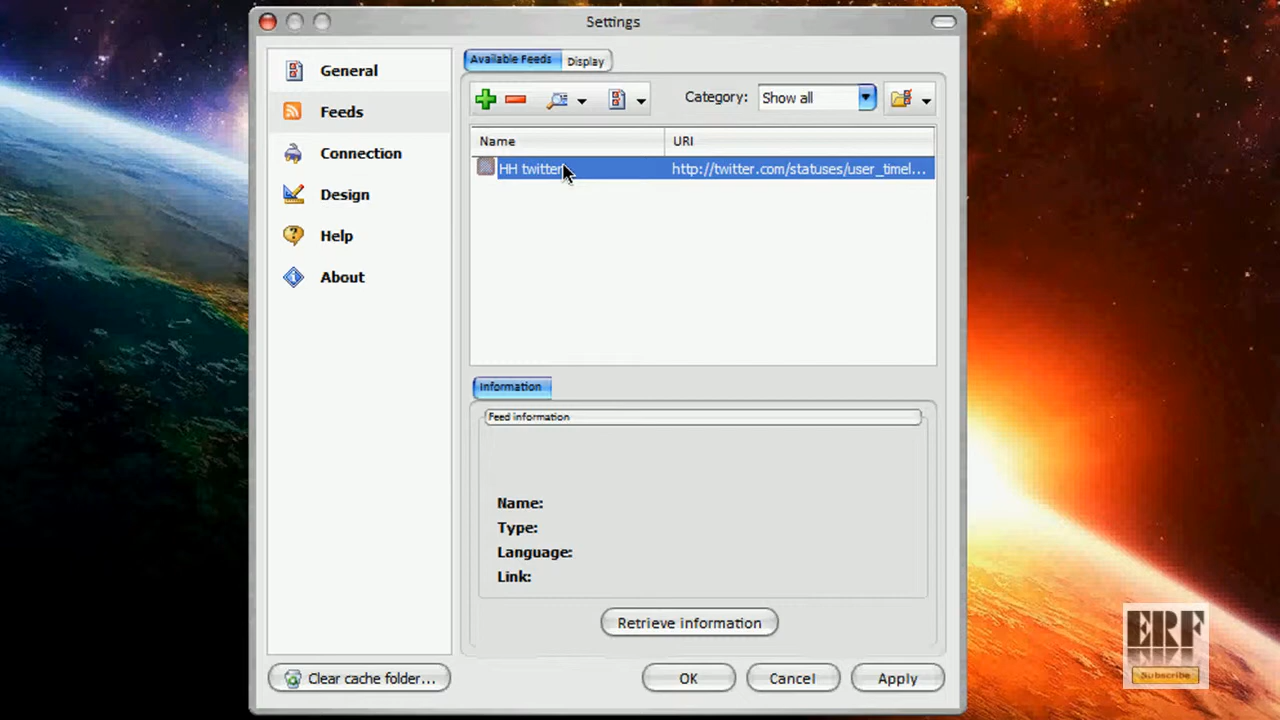 Settings
General
Feeds
Connection
Design
Help
About
Available Feeds
Display
Category:
Show all
Name
URI
HH twitter
http://twitter.com/statuses/user_timel...
Information
Feed information
Name:
Type:
Language:
Link:
Retrieve information
Clear cache folder...
OK
Cancel
Apply
ERF
Subscribe